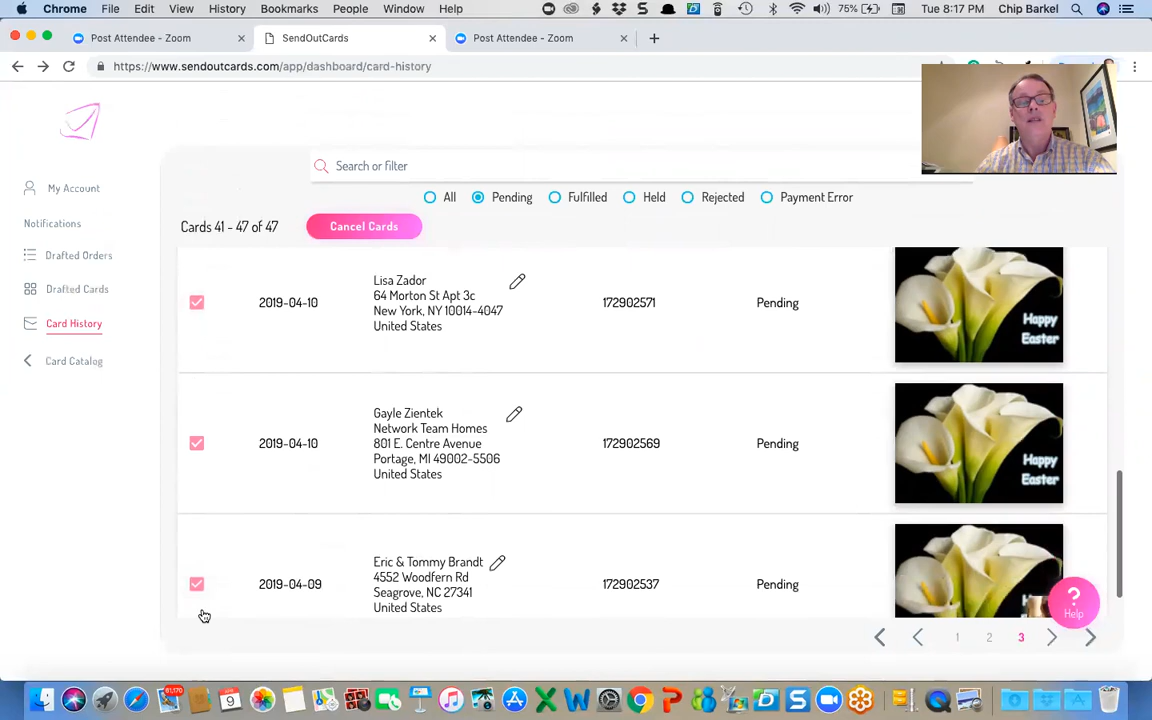 Chrome File Edit View History Bookmarks People Window Help 75% Tue 8:17 PM Chip Barkel
Post Attendee - Zoom
SendOutCards
Post Attendee - Zoom
https://www.sendoutcards.com/app/dashboard/card-history
My Account
Notifications
Drafted Orders
Drafted Cards
Card History
Card Catalog
Search or filter
All Pending Fulfilled Held Rejected Payment Error
Cards 41 - 47 of 47
Cancel Cards
2019-04-10
Lisa Zador
64 Morton St Apt 3c
New York, NY 10014-4047
United States
172902571
Pending
Happy
Easter
2019-04-10
Gayle Zientek
Network Team Homes
801 E. Centre Avenue
Portage, MI 49002-5506
United States
172902569
Pending
Happy
Easter
2019-04-09
Eric & Tommy Brandt
4552 Woodfern Rd
Seagrove, NC 27341
United States
172902537
Pending
?
Help
1 2 3
81,170
APR
9